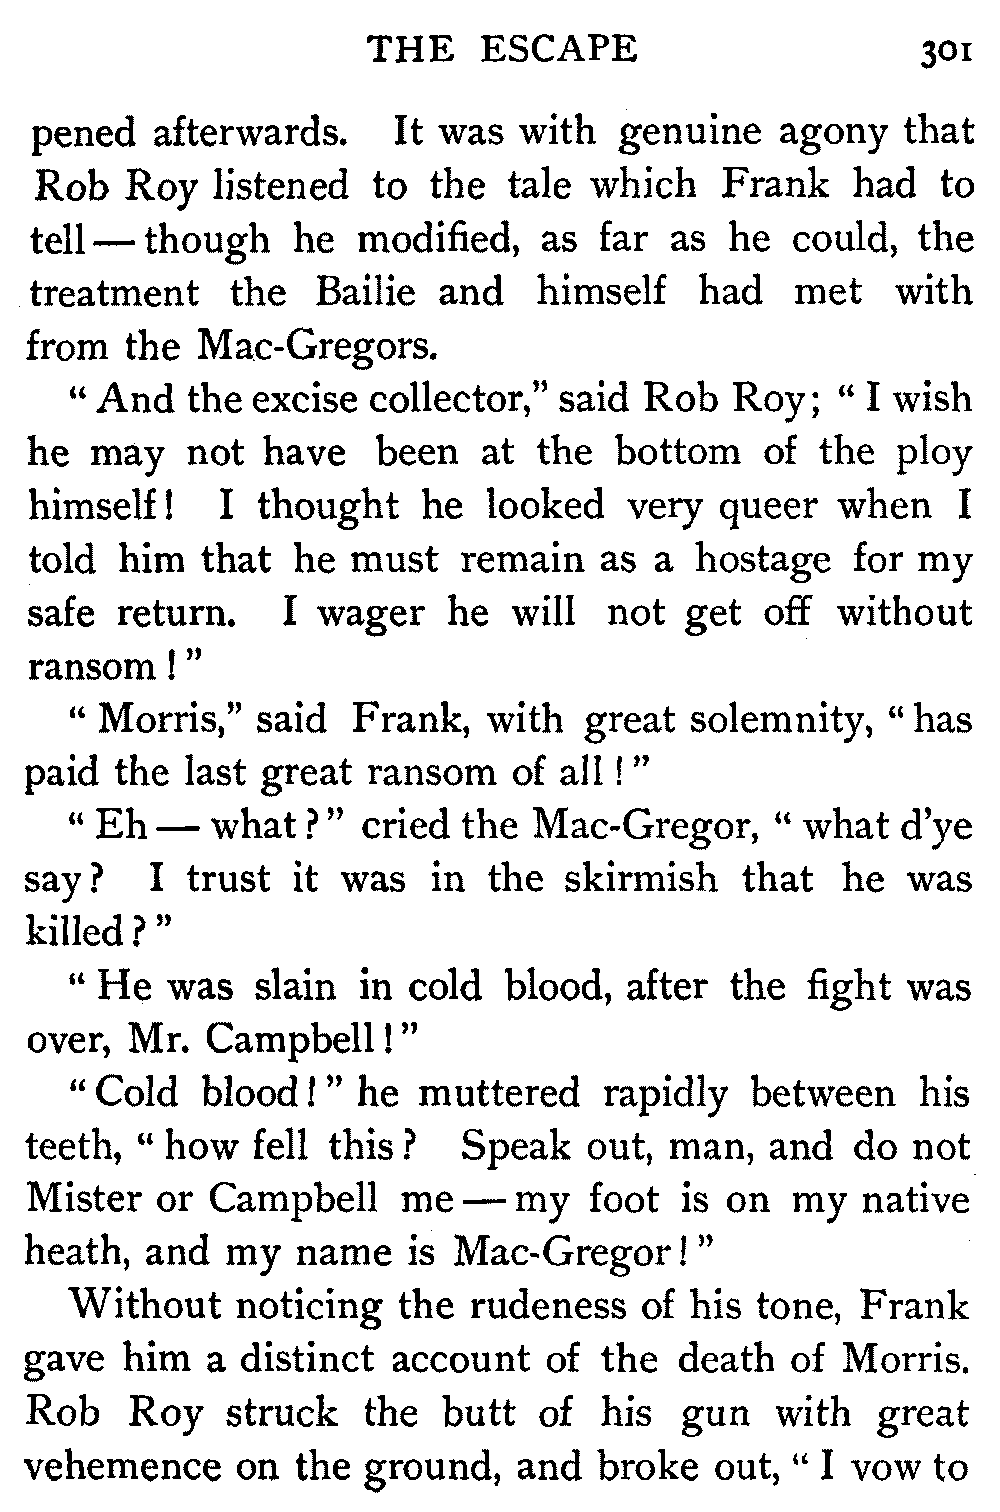 THE ESCAPE 301
pened afterwards. It was with genuine agony that
Rob Roy listened to the tale which Frank had to
tell — though he modified, as far as he could, the
treatment the Bailie and himself had met with
from the Mac-Gregors.
“ And the excise collector,” said Rob Roy; “ I wish
he may not have been at the bottom of the ploy
himself! I thought he looked very queer when I
told him that he must remain as a hostage for my
safe return. I wager he will not get off without
ransom ! ”
“ Morris,” said Frank, with great solemnity, “ has
paid the last great ransom of all ! ”
“ Eh — what ? ” cried the Mac-Gregor, “ what d’ye
say ? I trust it was in the skirmish that he was
killed ? ”
“ He was slain in cold blood, after the fight was
over, Mr. Campbell ! ”
“ Cold blood ! ” he muttered rapidly between his
teeth, “ how fell this ? Speak out, man, and do not
Mister or Campbell me — my foot is on my native
heath, and my name is Mac-Gregor ! ”
Without noticing the rudeness of his tone, Frank
gave him a distinct account of the death of Morris.
Rob Roy struck the butt of his gun with great
vehemence on the ground, and broke out, “ I vow to